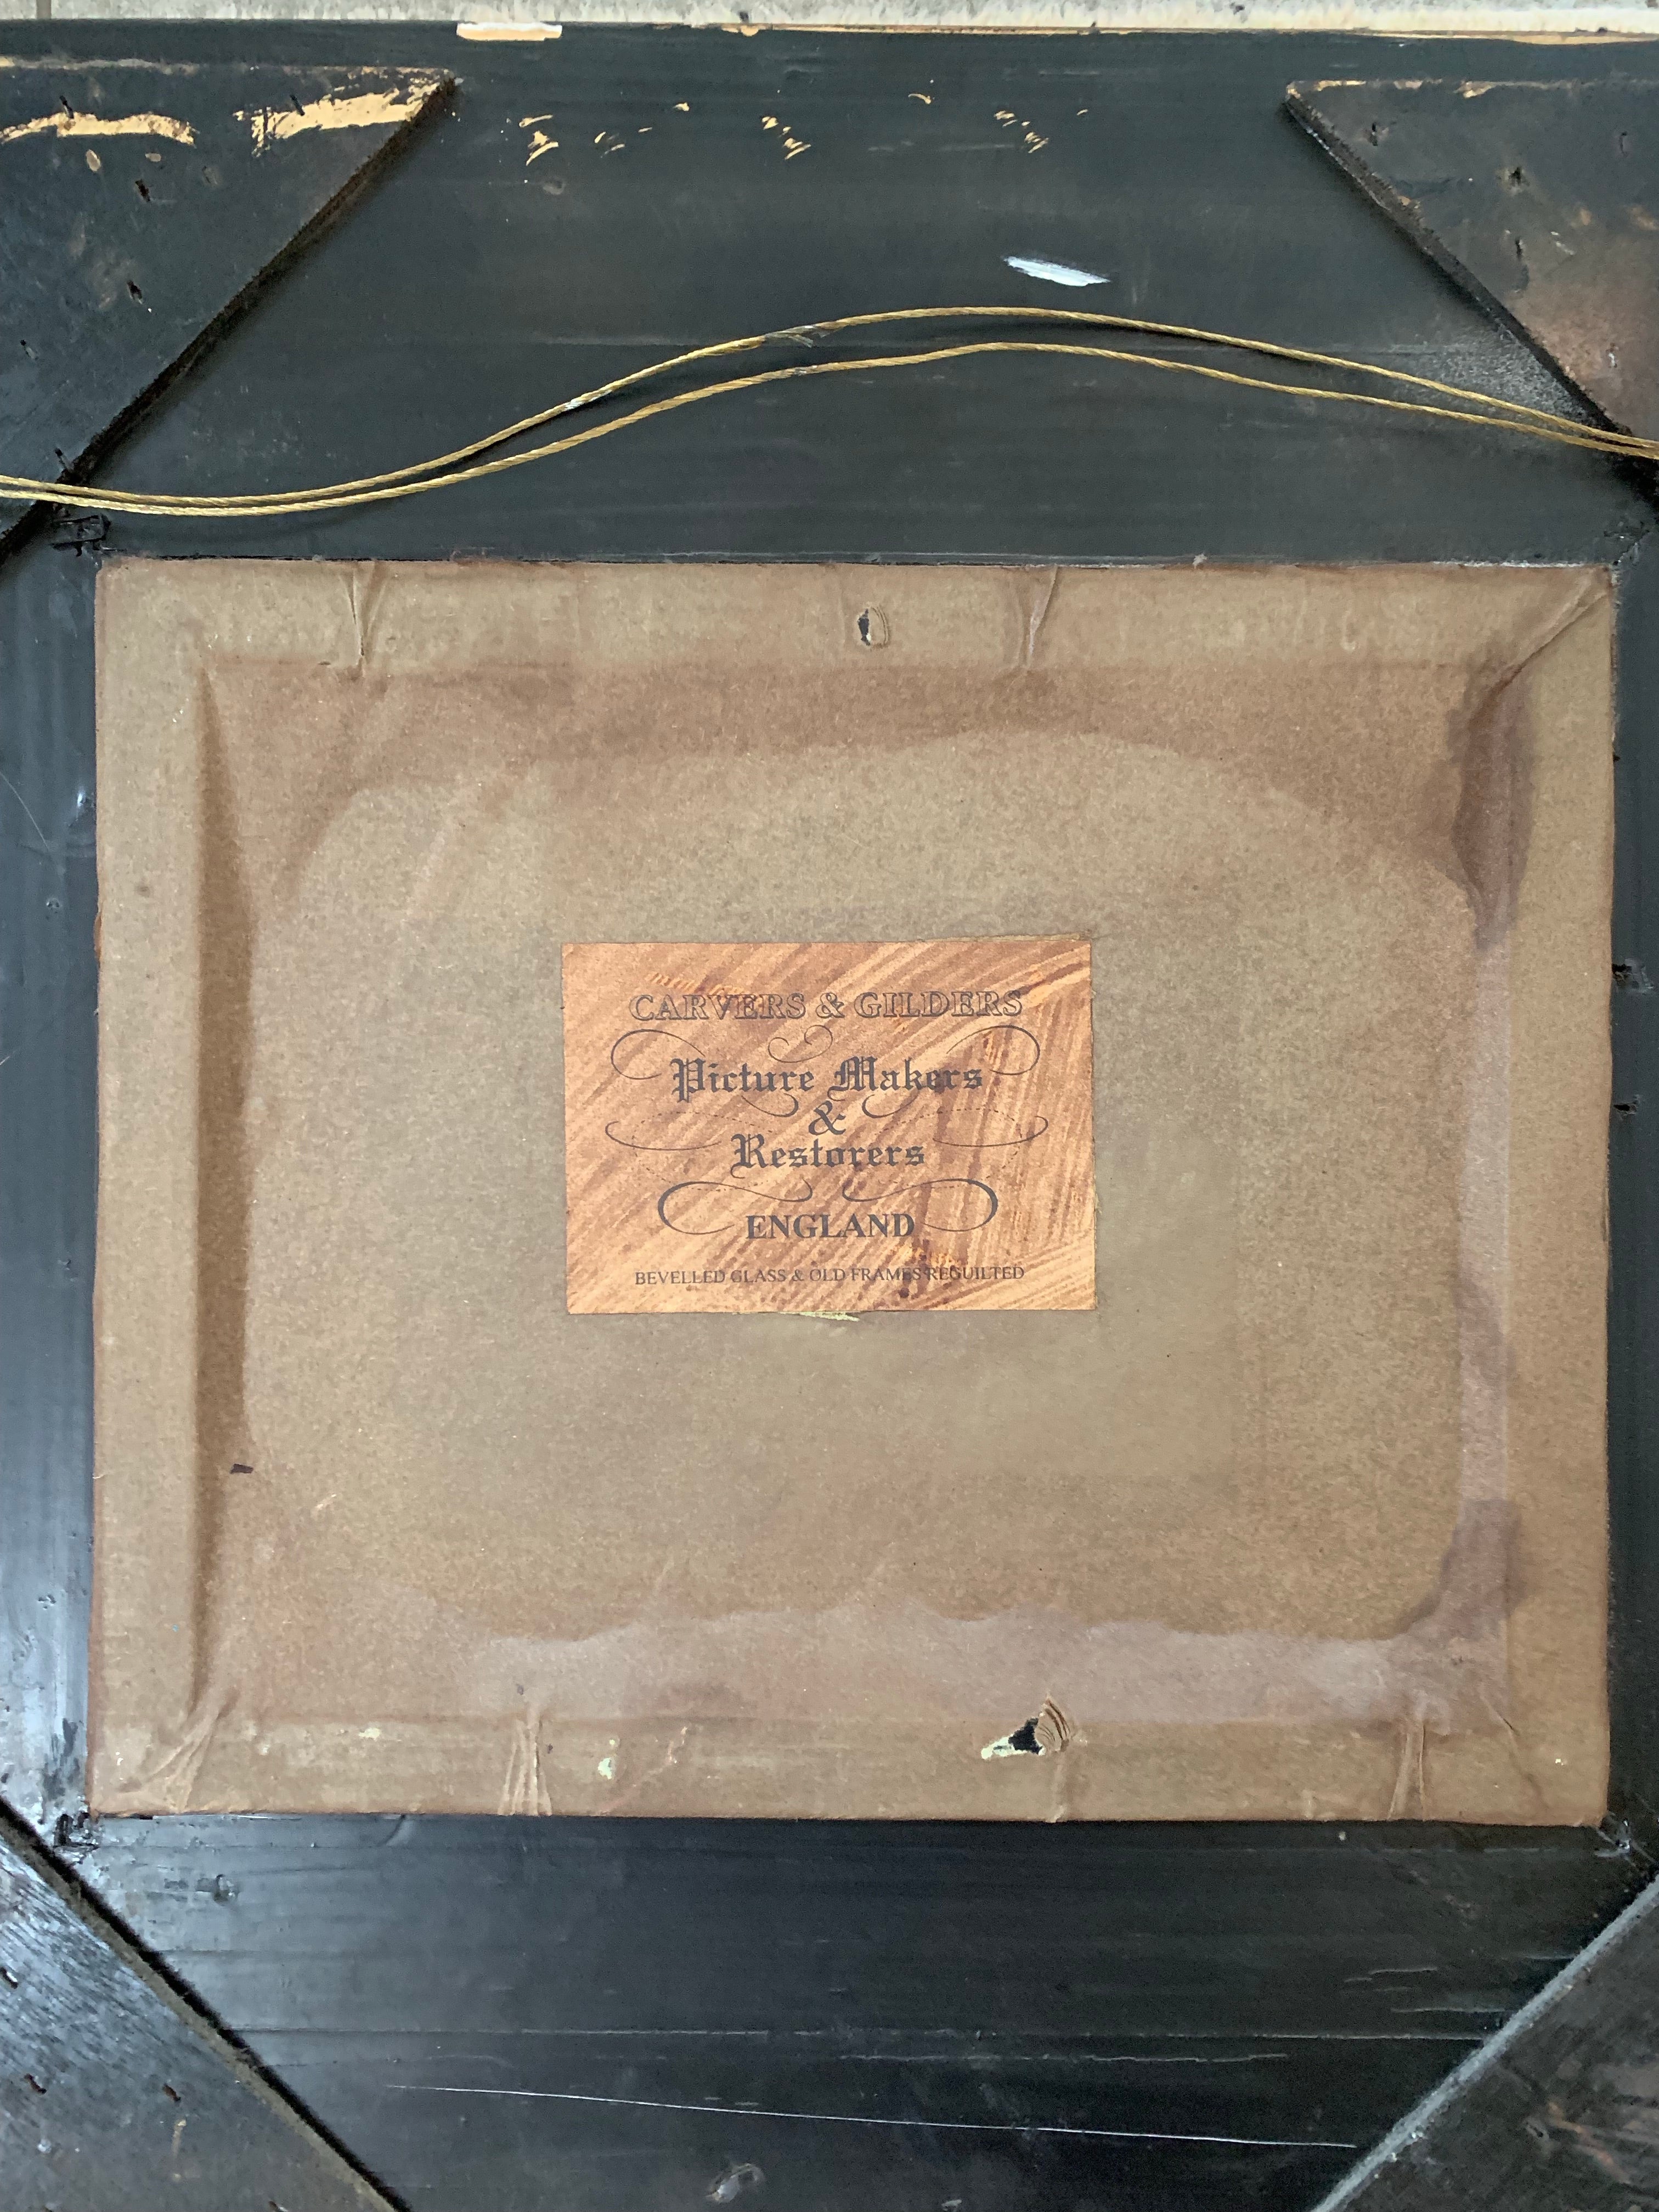 CARVERS & GILDERS
Picture Makers
&
Restorers
ENGLAND
BEVELLED GLASS & OLD FRAMES REGUILTED